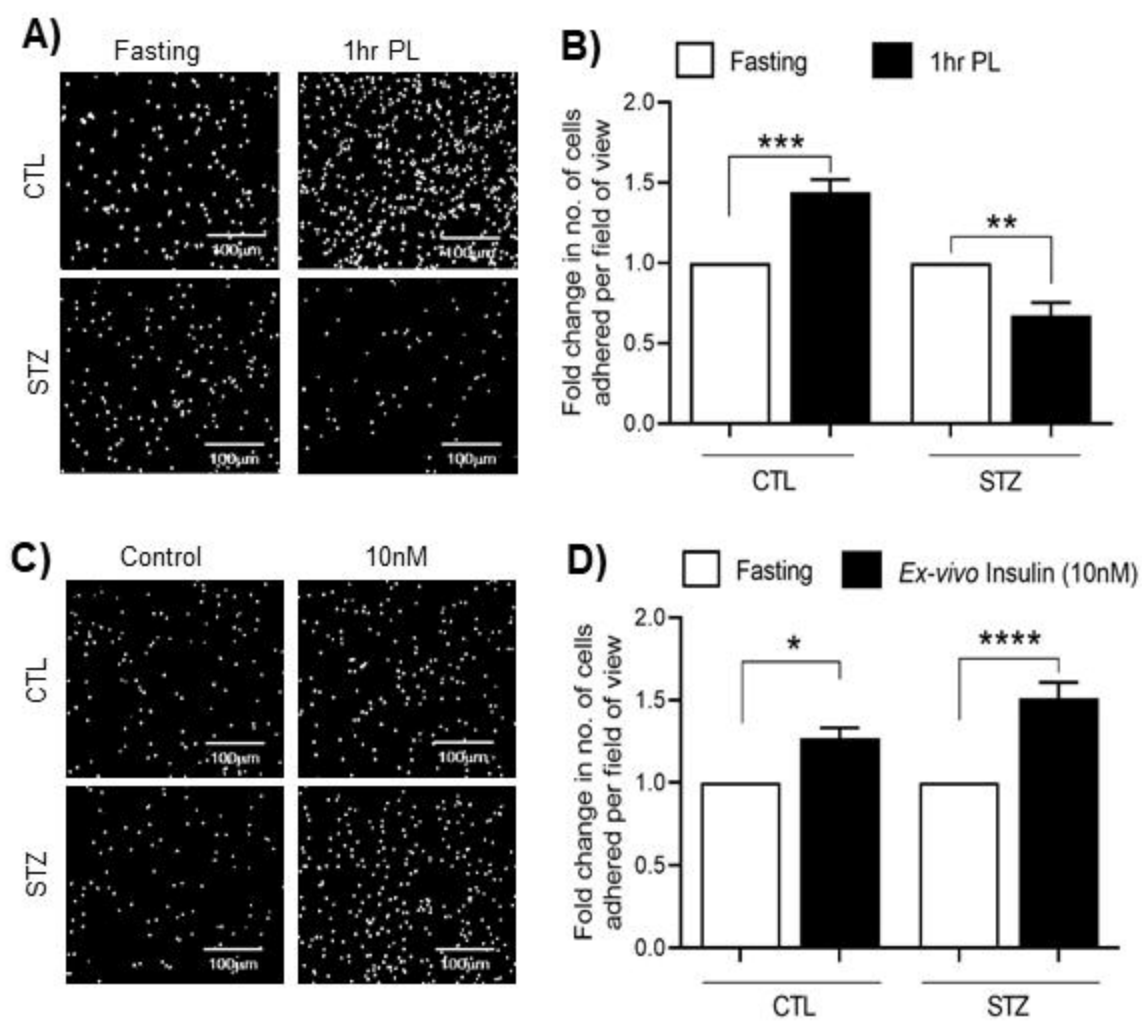 A)
Fasting
1hr PL
CTL
100μm
100μm
STZ
100μm
100μm
B)
Fasting
1hr PL
Fold change in no. of cells
adhered per field of view
2.0
1.5
1.0
0.5
0.0
***
**
CTL
STZ
C)
Control
10nM
CTL
100μm
100μm
STZ
100μm
100μm
D)
Fasting
Ex-vivo Insulin (10nM)
Fold change in no. of cells
adhered per field of view
2.0
1.5
1.0
0.5
0.0
*
****
CTL
STZ